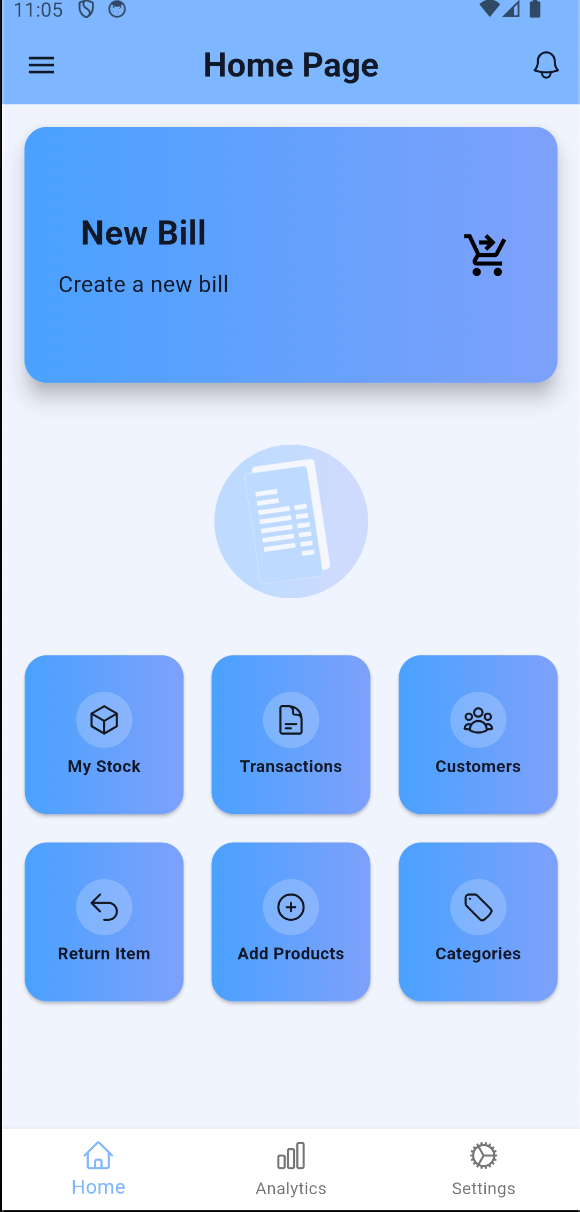 11:05
Home Page
New Bill
Create a new bill
My Stock
Transactions
Customers
Return Item
Add Products
Categories
Home
Analytics
Settings